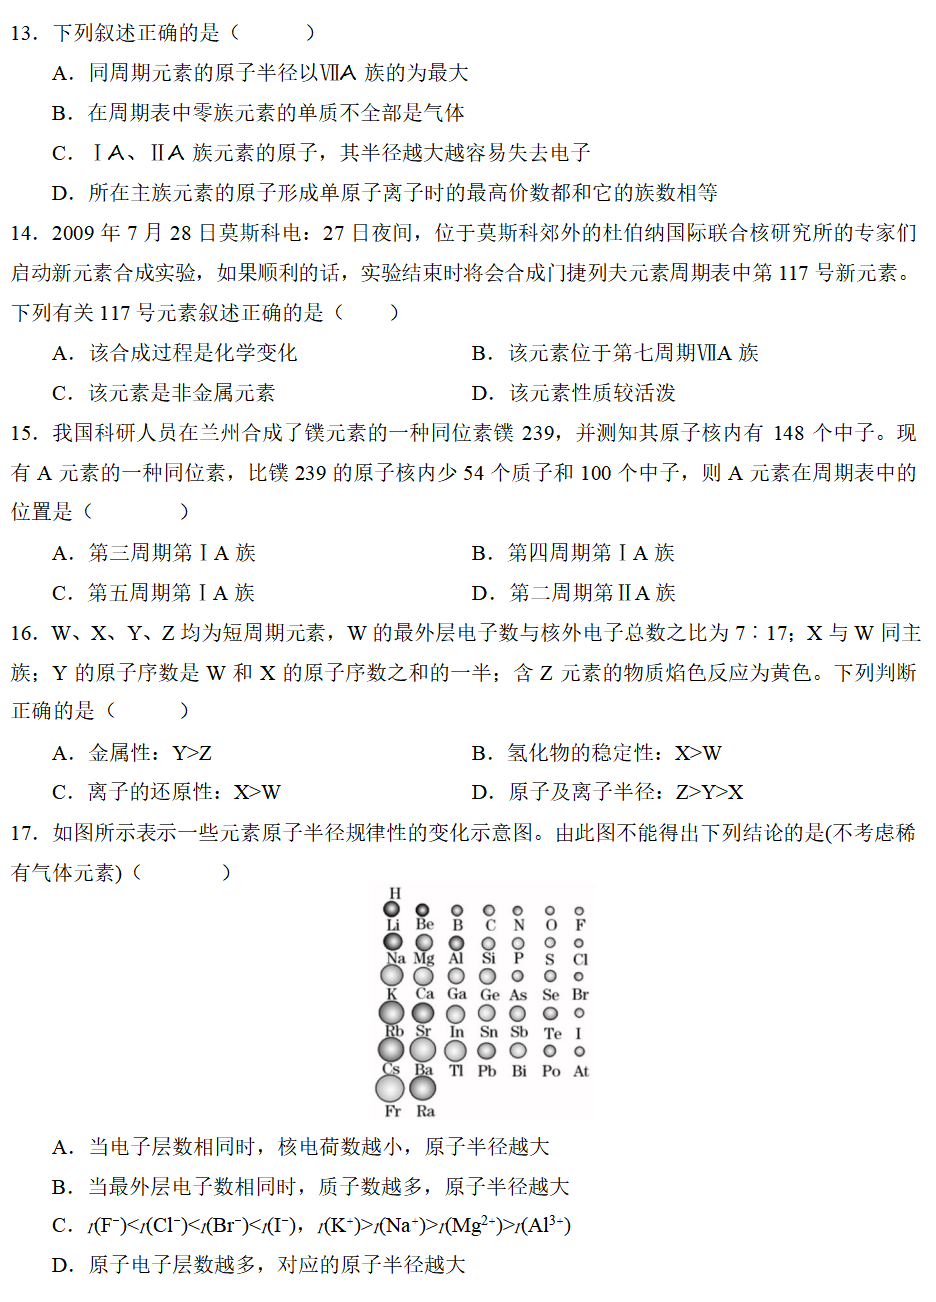 13．下列叙述正确的是（　　）
A．同周期元素的原子半径以ⅦA 族的为最大
B．在周期表中零族元素的单质不全部是气体
C．ⅠA、ⅡA 族元素的原子，其半径越大越容易失去电子
D．所在主族元素的原子形成单原子离子时的最高价数都和它的族数相等
14．2009 年 7 月 28 日莫斯科电：27 日夜间，位于莫斯科郊外的杜伯纳国际联合核研究所的专家们
启动新元素合成实验，如果顺利的话，实验结束时将会合成门捷列夫元素周期表中第 117 号新元素。
下列有关 117 号元素叙述正确的是（　　）
A．该合成过程是化学变化　　B．该元素位于第七周期ⅦA 族
C．该元素是非金属元素　　D．该元素性质较活泼
15．我国科研人员在兰州合成了镤元素的一种同位素镤 239，并测知其原子核内有 148 个中子。现
有 A 元素的一种同位素，比镤 239 的原子核内少 54 个质子和 100 个中子，则 A 元素在周期表中的
位置是（　　）
A．第三周期第ⅠA 族　　B．第四周期第ⅠA 族
C．第五周期第ⅠA 族　　D．第二周期第ⅡA 族
16．W、X、Y、Z 均为短周期元素，W 的最外层电子数与核外电子总数之比为 7∶17；X 与 W 同主
族；Y 的原子序数是 W 和 X 的原子序数之和的一半；含 Z 元素的物质焰色反应为黄色。下列判断
正确的是（　　）
A．金属性：Y>Z　　B．氢化物的稳定性：X>W
C．离子的还原性：X>W　　D．原子及离子半径：Z>Y>X
17．如图所示表示一些元素原子半径规律性的变化示意图。由此图不能得出下列结论的是(不考虑稀
有气体元素)（　　）
H
Li Be B C N O F
Na Mg Al Si P S Cl
K Ca Ga Ge As Se Br
Rb Sr In Sn Sb Te I
Cs Ba Tl Pb Bi Po At
Fr Ra
A．当电子层数相同时，核电荷数越小，原子半径越大
B．当最外层电子数相同时，质子数越多，原子半径越大
C．r(F⁻)<r(Cl⁻)<r(Br⁻)<r(I⁻)，r(K⁺)>r(Na⁺)>r(Mg²⁺)>r(Al³⁺)
D．原子电子层数越多，对应的原子半径越大